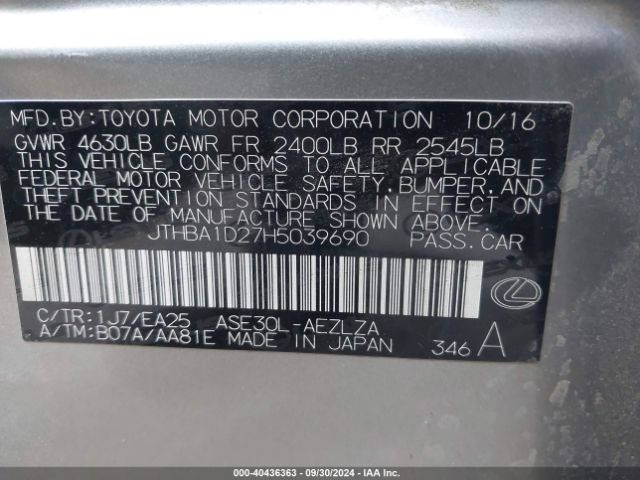 MFD.BY:TOYOTA MOTOR CORPORATION 10/16
GVWR 4630LB GAWR FR 2400LB RR 2545LB
THIS VEHICLE CONFORMS TO ALL APPLICABLE
FEDERAL MOTOR VEHICLE SAFETY, BUMPER, AND
THEFT PREVENTION STANDARDS IN EFFECT ON
THE DATE OF MANUFACTURE SHOWN ABOVE.
JTHBA1D27H5039690 PASS.CAR
C/TR:1J7/EA25 ASE30L-AEZLZA
A/TM:B07A/AA81E MADE IN JAPAN 346 A
000-40436363 - 09/30/2024 - IAA Inc.